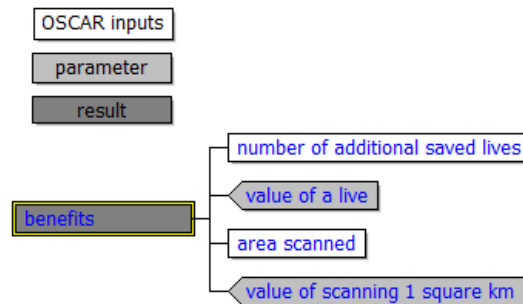 OSCAR inputs
parameter
result
number of additional saved lives
value of a live
benefits
area scanned
value of scanning 1 square km